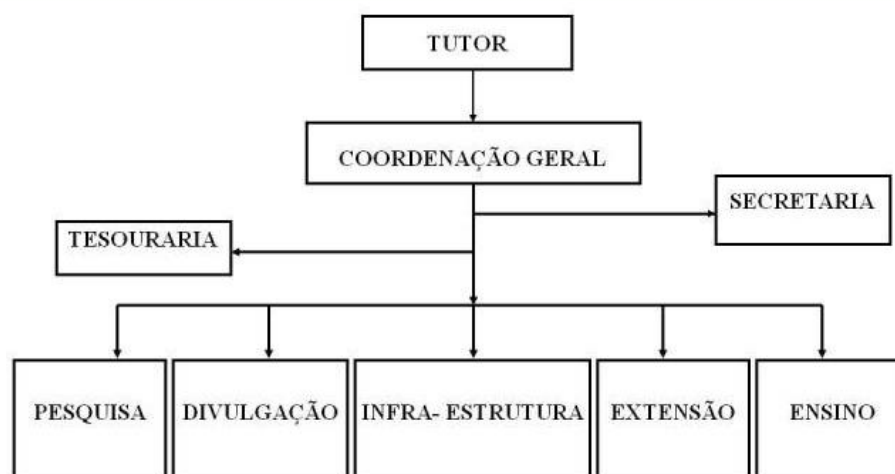 TUTOR
COORDENAÇÃO GERAL
SECRETARIA
TESOURARIA
PESQUISA
DIVULGAÇÃO
INFRA- ESTRUTURA
EXTENSÃO
ENSINO